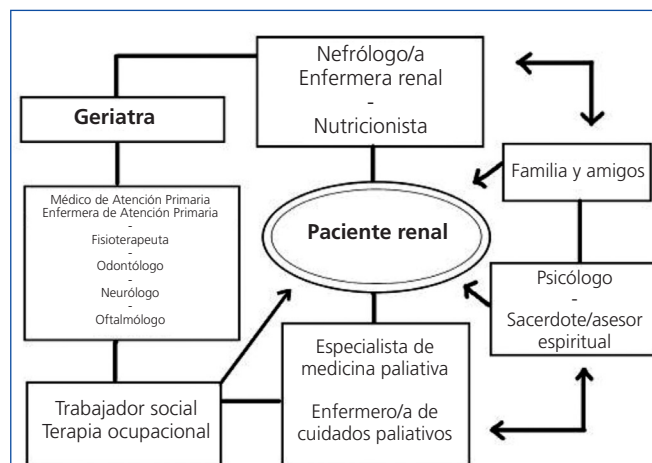 Nefrólogo/a
Enfermera renal
-
Nutricionista
Geriatra
Familia y amigos
Médico de Atención Primaria
Enfermera de Atención Primaria
-
Fisioterapeuta
-
Odontólogo
-
Neurólogo
-
Oftalmólogo
Paciente renal
Psicólogo
-
Sacerdote/asesor
espiritual
Especialista de
medicina paliativa
Enfermero/a de
cuidados paliativos
Trabajador social
Terapia ocupacional